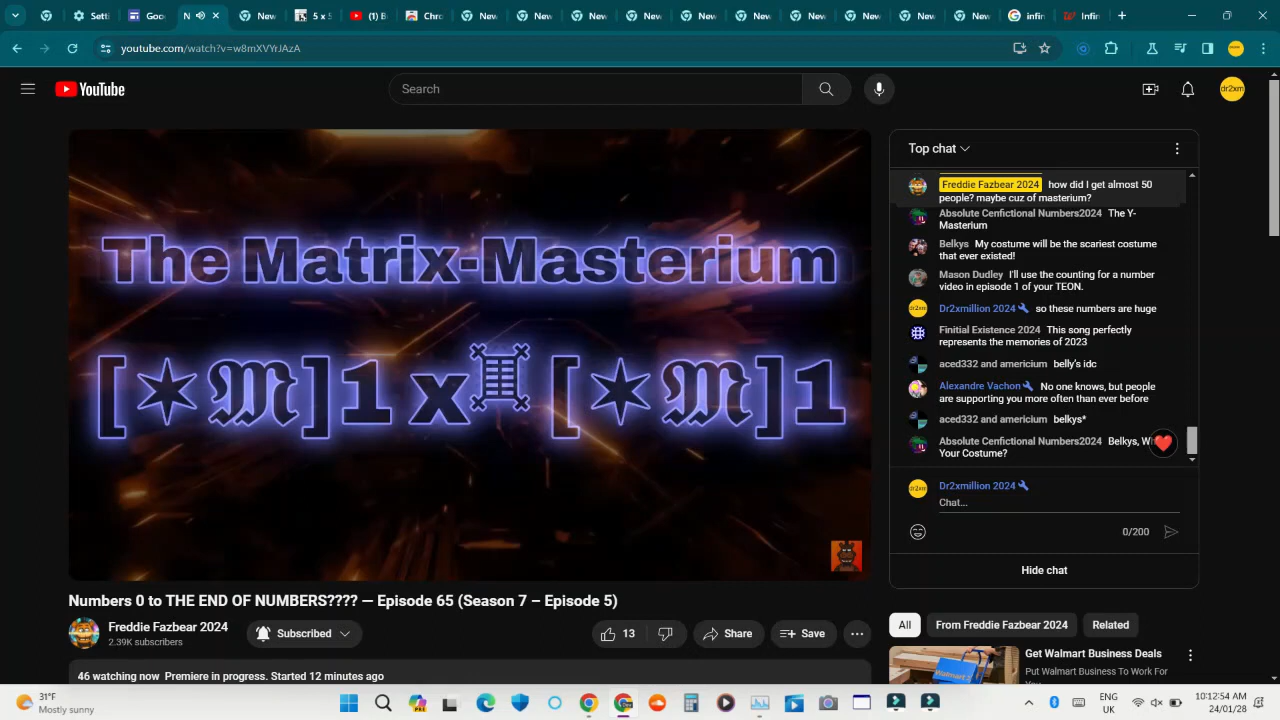 Setti
Goo
N
New
5 x 5
(1) B
Chro
New
New
New
New
New
New
New
New
New
New
infin
Infin
youtube.com/watch?v=w8mXVYrJAzA
YouTube
Search
dr2xm
The Matrix-Masterium
Top chat
Freddie Fazbear 2024 how did I get almost 50
people? maybe cuz of masterium?
Absolute Cenfictional Numbers2024 The Y-
Masterium
Belkys My costume will be the scariest costume
that ever existed!
Mason Dudley I'll use the counting for a number
video in episode 1 of your TEON.
Dr2xmillion 2024 so these numbers are huge
Finitial Existence 2024 This song perfectly
represents the memories of 2023
aced332 and americium belly's idc
Alexandre Vachon No one knows, but people
are supporting you more often than ever before
aced332 and americium belkys*
Absolute Cenfictional Numbers2024 Belkys, W
Your Costume?
Dr2xmillion 2024
Chat...
0/200
Hide chat
[✶𝔐]1 x [✶𝔐]1
Numbers 0 to THE END OF NUMBERS???? — Episode 65 (Season 7 – Episode 5)
Freddie Fazbear 2024
2.39K subscribers
Subscribed
13
Share
Save
46 watching now Premiere in progress. Started 12 minutes ago
All
From Freddie Fazbear 2024
Related
Get Walmart Business Deals
Put Walmart Business To Work For
31°F
Mostly sunny
ENG
UK
10:12:54 AM
24/01/28